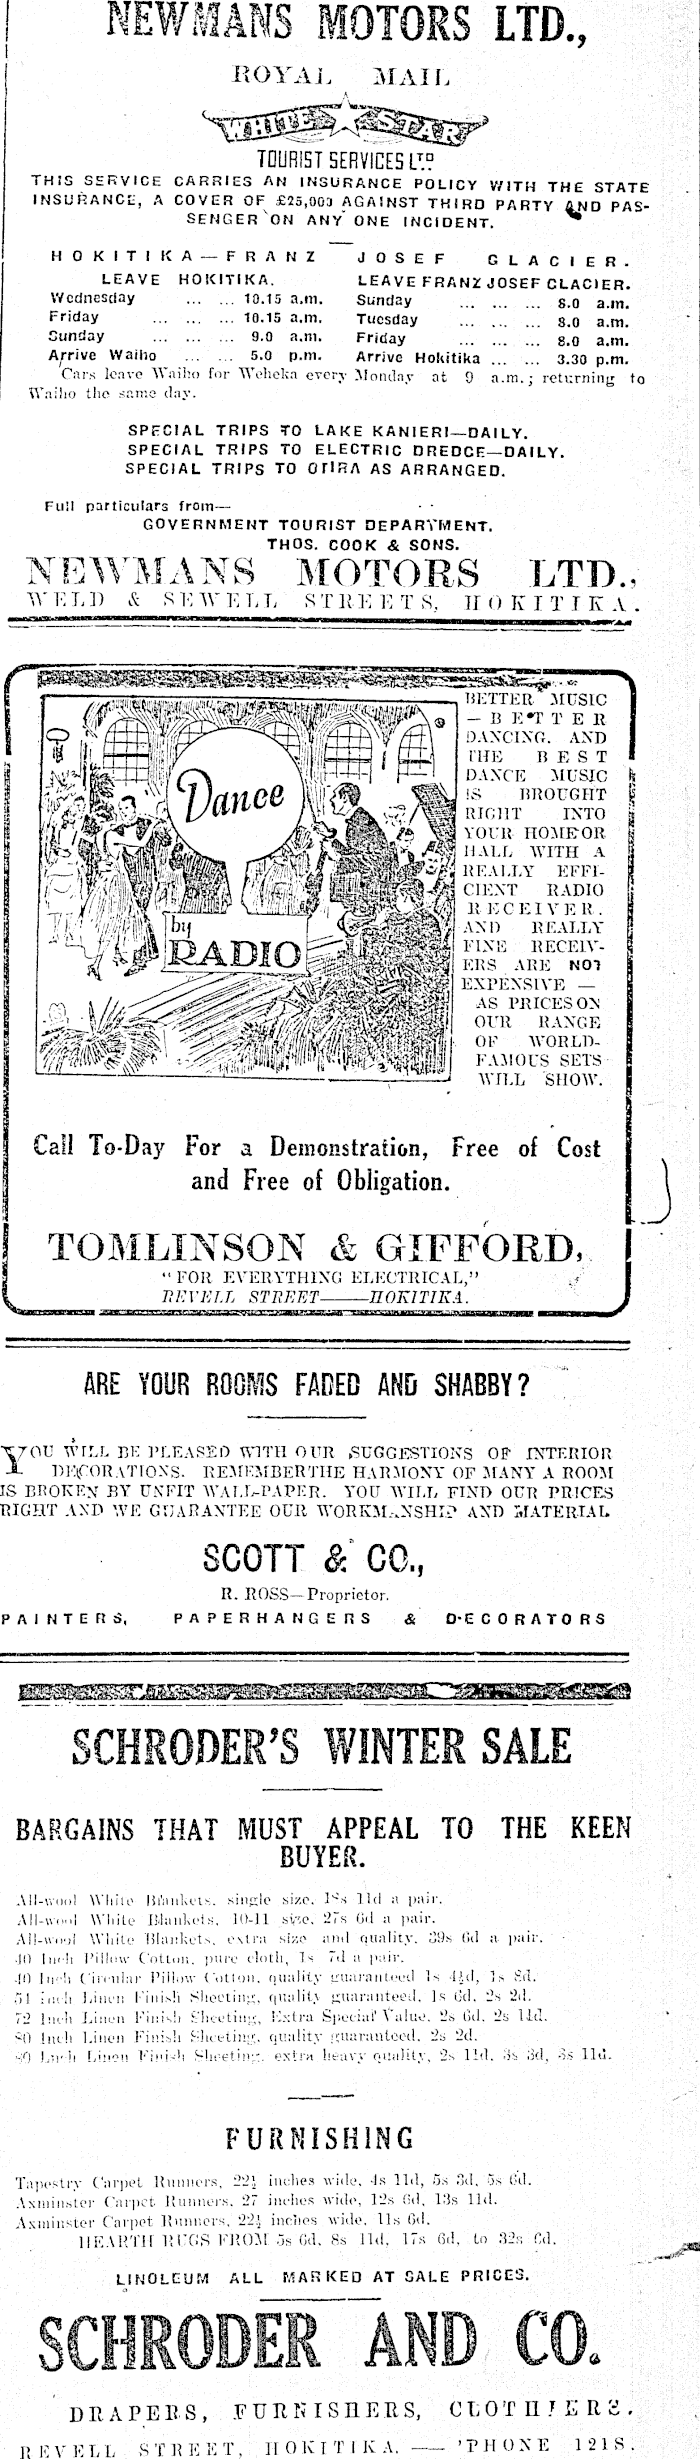 NEWMANS MOTORS LTD.,
ROYAL MAIL
WHITE STAR
TOURIST SERVICES LTD
THIS SERVICE CARRIES AN INSURANCE POLICY WITH THE STATE
INSURANCE, A COVER OF £25,000 AGAINST THIRD PARTY AND PAS-
SENGER ON ANY ONE INCIDENT.
HOKITIKA—FRANZ JOSEF GLACIER.
LEAVE HOKITIKA.
Wednesday ... ... 10.15 a.m.
Friday ... ... ... 10.15 a.m.
Sunday ... ... ... 9.0 a.m.
Arrive Waiho ... ... 5.0 p.m.
LEAVE FRANZ JOSEF GLACIER.
Sunday ... ... ... 8.0 a.m.
Tuesday ... ... ... 8.0 a.m.
Friday ... ... ... 8.0 a.m.
Arrive Hokitika ... ... 3.30 p.m.
Cars leave Waiho for Weheka every Monday at 9 a.m.; returning to
Waiho the same day.
SPECIAL TRIPS TO LAKE KANIERI—DAILY.
SPECIAL TRIPS TO ELECTRIC DREDGE—DAILY.
SPECIAL TRIPS TO OTIRA AS ARRANGED.
Full particulars from—
GOVERNMENT TOURIST DEPARTMENT.
THOS. COOK & SONS.
NEWMANS MOTORS LTD.,
WELD & SEWELL STREETS, HOKITIKA.
Dance
by
RADIO
BETTER MUSIC
—BETTER
DANCING. AND
THE BEST
DANCE MUSIC
IS BROUGHT
RIGHT INTO
YOUR HOME OR
HALL WITH A
REALLY EFFI-
CIENT RADIO
RECEIVER.
AND REALLY
FINE RECEIV-
ERS ARE NOT
EXPENSIVE —
AS PRICES ON
OUR RANGE
OF WORLD-
FAMOUS SETS
WILL SHOW.
Call To-Day For a Demonstration, Free of Cost
and Free of Obligation.
TOMLINSON & GIFFORD,
"FOR EVERYTHING ELECTRICAL,"
REVELL STREET——HOKITIKA.
ARE YOUR ROOMS FADED AND SHABBY?
YOU WILL BE PLEASED WITH OUR SUGGESTIONS OF INTERIOR
DECORATIONS. REMEMBER THE HARMONY OF MANY A ROOM
IS BROKEN BY UNFIT WALL-PAPER. YOU WILL FIND OUR PRICES
RIGHT AND WE GUARANTEE OUR WORKMANSHIP AND MATERIAL
SCOTT & CO.,
R. ROSS—Proprietor.
PAINTERS, PAPERHANGERS & DECORATORS
SCHRODER'S WINTER SALE
BARGAINS THAT MUST APPEAL TO THE KEEN
BUYER.
All-wool White Blankets, single size, 18s 11d a pair.
All-wool White Blankets, 10-11 size, 27s 6d a pair.
All-wool White Blankets, extra size and quality, 39s 6d a pair.
40 Inch Pillow Cotton, pure cloth, 1s 7d a pair.
40 Inch Circular Pillow Cotton, quality guaranteed 1s 4½d, 1s 8d.
54 Inch Linen Finish Sheeting, quality guaranteed, 1s 6d, 2s 2d.
72 Inch Linen Finish Sheeting, Extra Special Value, 2s 6d, 2s 11d.
80 Inch Linen Finish Sheeting, quality guaranteed, 2s 2d.
80 Inch Linen Finish Sheeting, extra heavy quality, 2s 11d, 3s 3d, 3s 11d.
FURNISHING
Tapestry Carpet Runners, 22½ inches wide, 4s 11d, 5s 3d, 5s 6d.
Axminster Carpet Runners, 27 inches wide, 12s 6d, 13s 11d.
Axminster Carpet Runners, 22½ inches wide, 11s 6d.
HEARTH RUGS FROM 5s 6d, 8s 11d, 17s 6d, to 32s 6d.
LINOLEUM ALL MARKED AT SALE PRICES.
SCHRODER AND CO.
DRAPERS, FURNISHERS, CLOTHIERS.
REVELL STREET, HOKITIKA. — 'PHONE 121S.